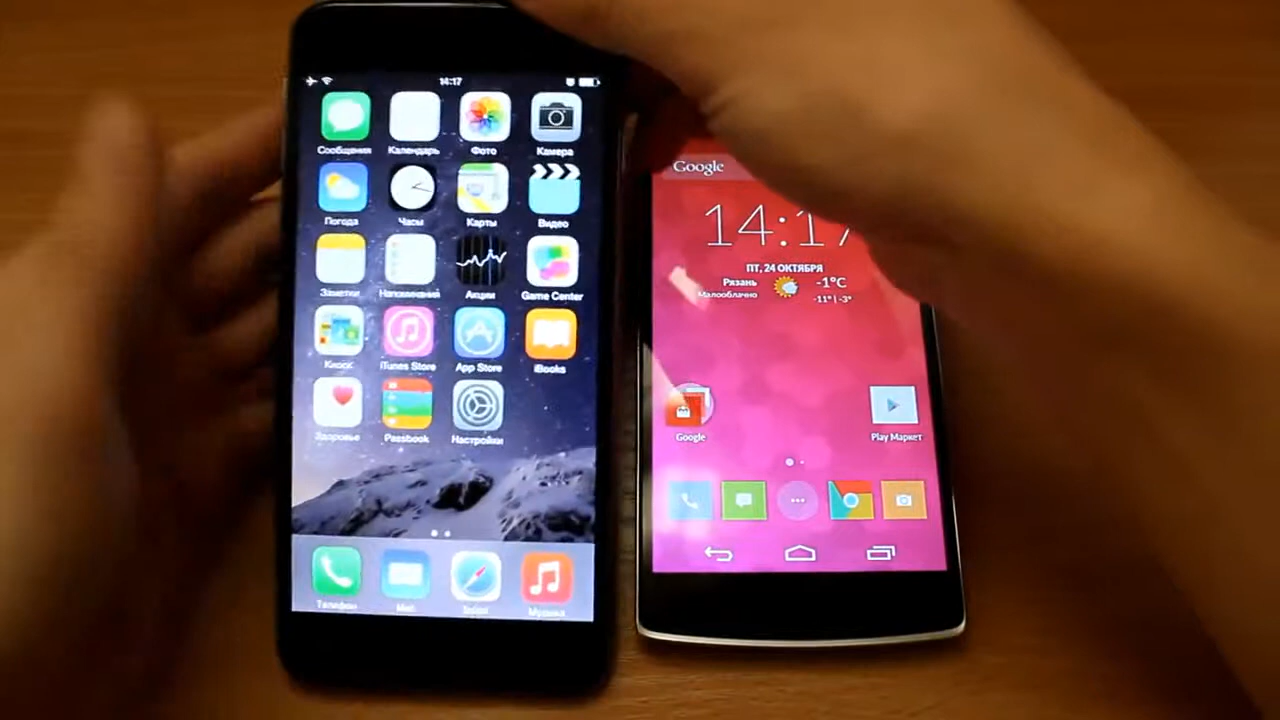 14:17
Сообщения Календарь Фото Камера
Погода Часы Карты Видео
Заметки Напоминания Акции Game Center
Киоск iTunes Store App Store iBooks
Здоровье Passbook Настройки
Телефон Safari Музыка
Google
14:17
ПТ, 24 ОКТЯБРЯ
Рязань -1°C
Малооблачно -11° | -3°
Google Play Маркет